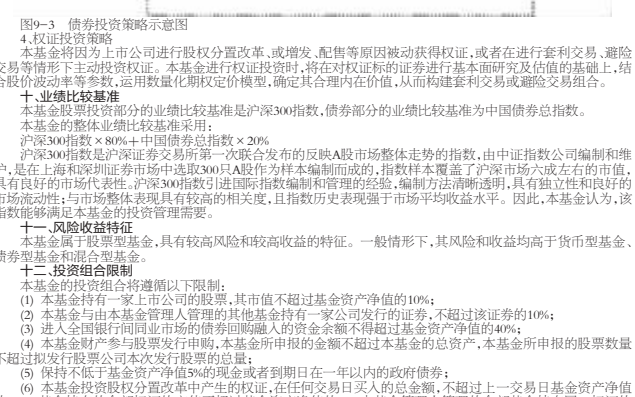 图9-3 债券投资策略示意图
4、权证投资策略
本基金将因为上市公司进行股权分置改革、或增发、配售等原因被动获得权证，或者在进行套利交易、避险
交易等情形下主动投资权证。本基金进行权证投资时，将在对权证标的证券进行基本面研究及估值的基础上，结
合股价波动率等参数，运用数量化期权定价模型，确定其合理内在价值，从而构建套利交易或避险交易组合。
十、业绩比较基准
本基金股票投资部分的业绩比较基准是沪深300指数，债券部分的业绩比较基准为中国债券总指数。
本基金的整体业绩比较基准采用：
沪深300指数×80%＋中国债券总指数×20%
沪深300指数是沪深证券交易所第一次联合发布的反映A股市场整体走势的指数，由中证指数公司编制和维
护，是在上海和深圳证券市场中选取300只A股作为样本编制而成的，指数样本覆盖了沪深市场六成左右的市值，
具有良好的市场代表性。沪深300指数引进国际指数编制和管理的经验，编制方法清晰透明，具有独立性和良好的
市场流动性；与市场整体表现具有较高的相关度，且指数历史表现强于市场平均收益水平。因此，本基金认为，该
指数能够满足本基金的投资管理需要。
十一、风险收益特征
本基金属于股票型基金，具有较高风险和较高收益的特征。一般情形下，其风险和收益均高于货币型基金、
债券型基金和混合型基金。
十二、投资组合限制
本基金的投资组合将遵循以下限制：
(1) 本基金持有一家上市公司的股票，其市值不超过基金资产净值的10%；
(2) 本基金与由本基金管理人管理的其他基金持有一家公司发行的证券，不超过该证券的10%；
(3) 进入全国银行间同业市场的债券回购融入的资金余额不得超过基金资产净值的40%；
(4) 本基金财产参与股票发行申购，本基金所申报的金额不超过本基金的总资产，本基金所申报的股票数量
不超过拟发行股票公司本次发行股票的总量；
(5) 保持不低于基金资产净值5%的现金或者到期日在一年以内的政府债券；
(6) 本基金投资股权分置改革中产生的权证，在任何交易日买入的总金额，不超过上一交易日基金资产净值